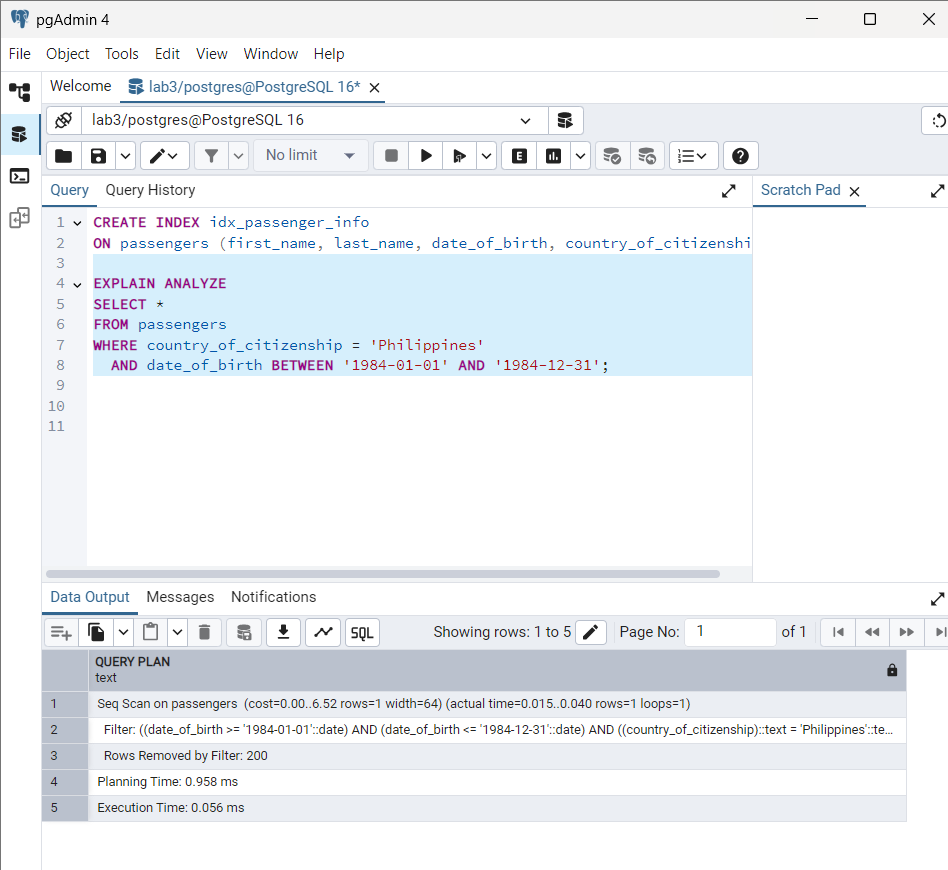 pgAdmin 4
File Object Tools Edit View Window Help
Welcome lab3/postgres@PostgreSQL 16*
lab3/postgres@PostgreSQL 16
No limit E
Query Query History Scratch Pad
1 CREATE INDEX idx_passenger_info
2 ON passengers (first_name, last_name, date_of_birth, country_of_citizenshi
3
4 EXPLAIN ANALYZE
5 SELECT *
6 FROM passengers
7 WHERE country_of_citizenship = 'Philippines'
8 AND date_of_birth BETWEEN '1984-01-01' AND '1984-12-31';
9
10
11
Data Output Messages Notifications
SQL Showing rows: 1 to 5 Page No: 1 of 1
QUERY PLAN
text
1 Seq Scan on passengers (cost=0.00..6.52 rows=1 width=64) (actual time=0.015..0.040 rows=1 loops=1)
2 Filter: ((date_of_birth >= '1984-01-01'::date) AND (date_of_birth <= '1984-12-31'::date) AND ((country_of_citizenship)::text = 'Philippines'::te...
3 Rows Removed by Filter: 200
4 Planning Time: 0.958 ms
5 Execution Time: 0.056 ms